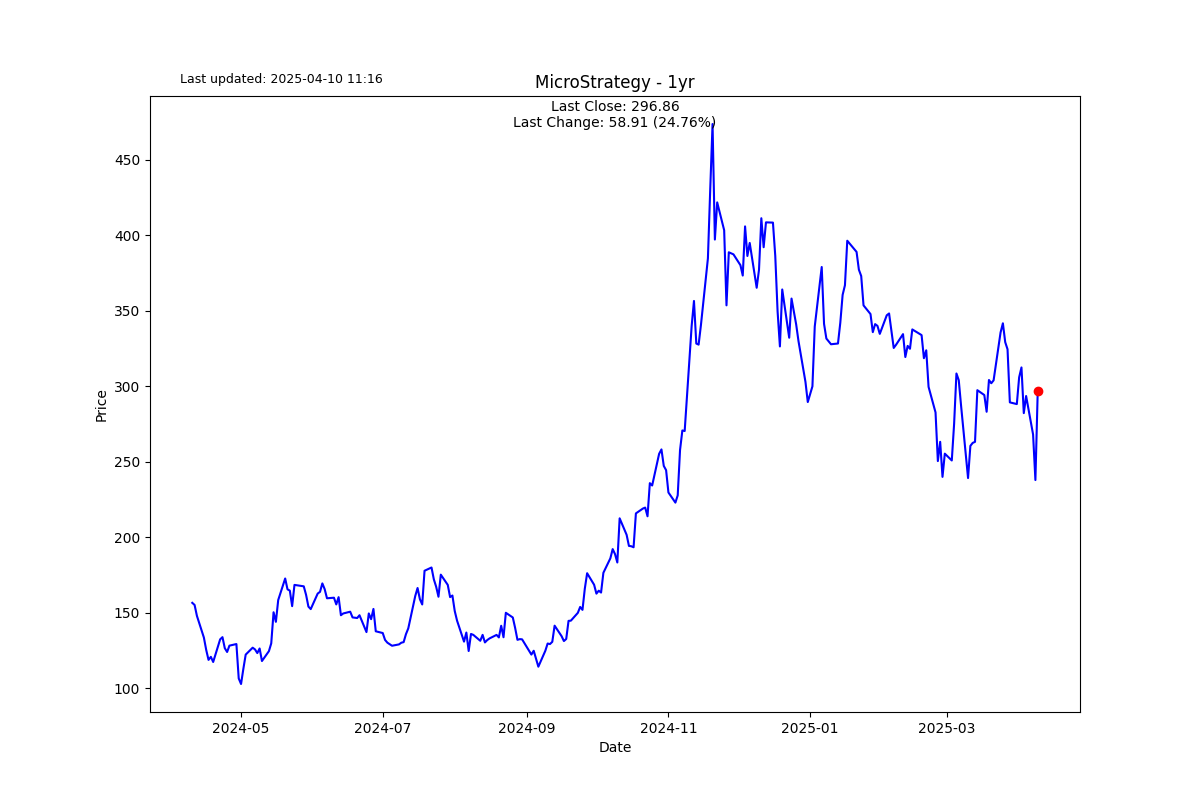 Last updated: 2025-04-10 11:16
MicroStrategy - 1yr
Last Close: 296.86
Last Change: 58.91 (24.76%)
450
400
350
300
250
200
150
100
Price
2024-05
2024-07
2024-09
2024-11
2025-01
2025-03
Date